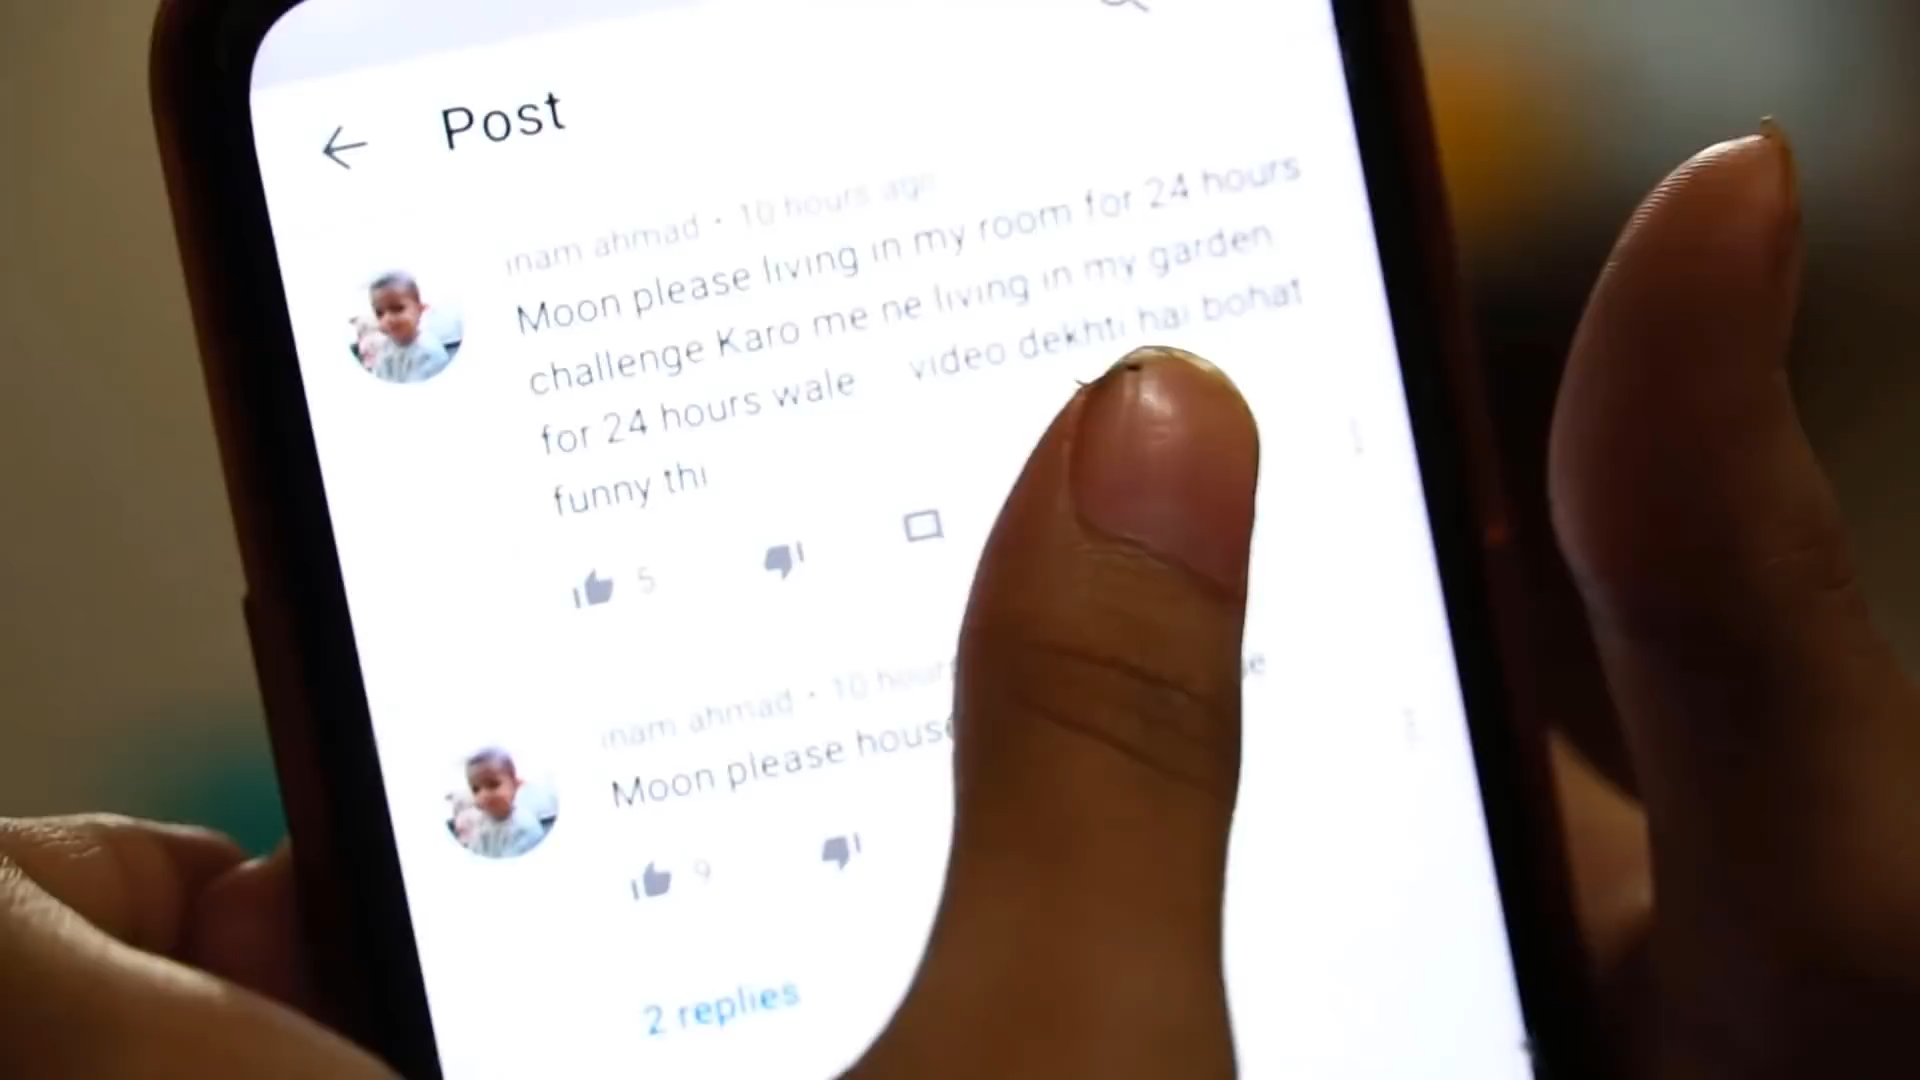 Post
inam ahmad • 10 hours ago
Moon please living in my room for 24 hours
challenge Karo me ne living in my garden
for 24 hours wale video dekhti hai bohat
funny thi
5
inam ahmad • 10
Moon please
9
2 replies